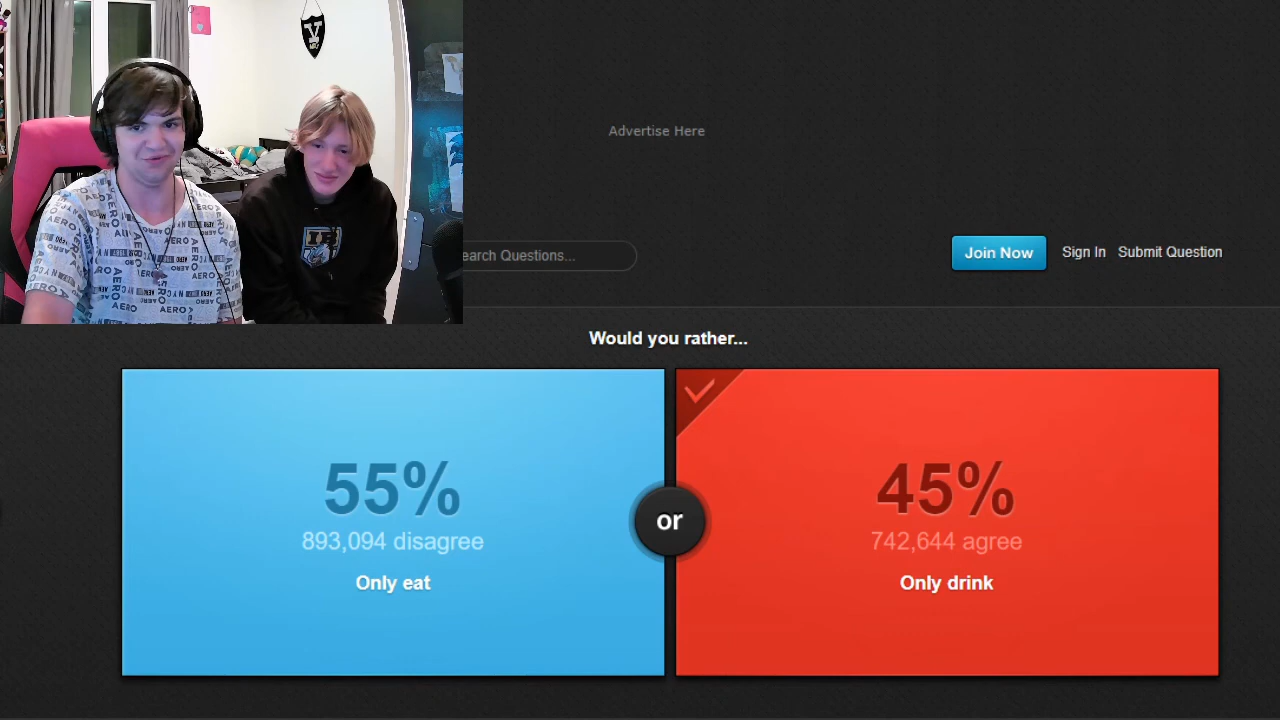 Advertise Here
earch Questions...
Join Now
Sign In
Submit Question
Would you rather...
55%
893,094 disagree
Only eat
or
45%
742,644 agree
Only drink
AERO